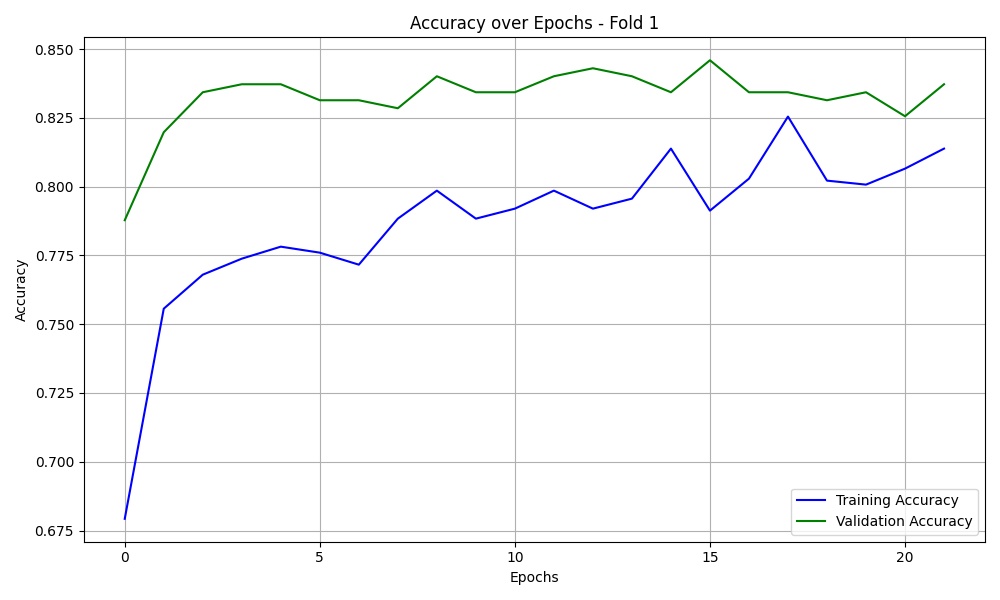 Accuracy over Epochs - Fold 1
0.850
0.825
0.800
0.775
0.750
0.725
0.700
0.675
Accuracy
0 5 10 15 20
Epochs
Training Accuracy
Validation Accuracy